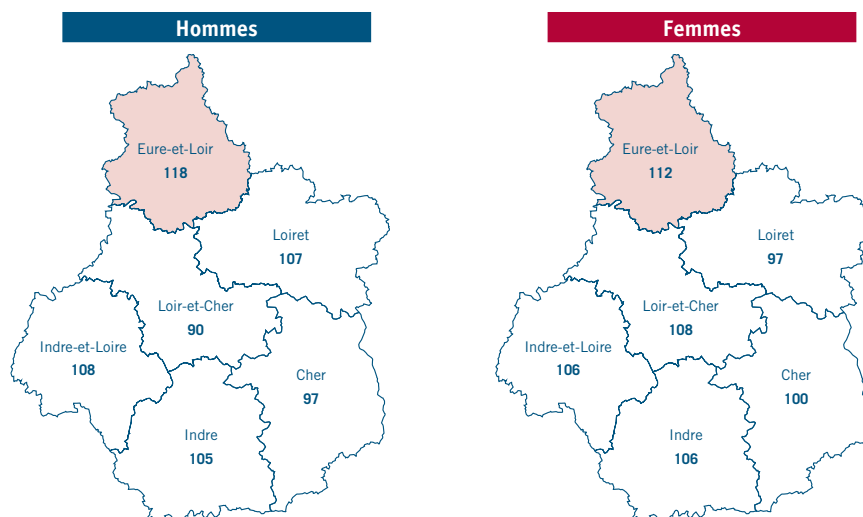 Hommes
Eure-et-Loir
118
Loiret
107
Loir-et-Cher
90
Indre-et-Loire
108
Cher
97
Indre
105
Femmes
Eure-et-Loir
112
Loiret
97
Loir-et-Cher
108
Indre-et-Loire
106
Cher
100
Indre
106